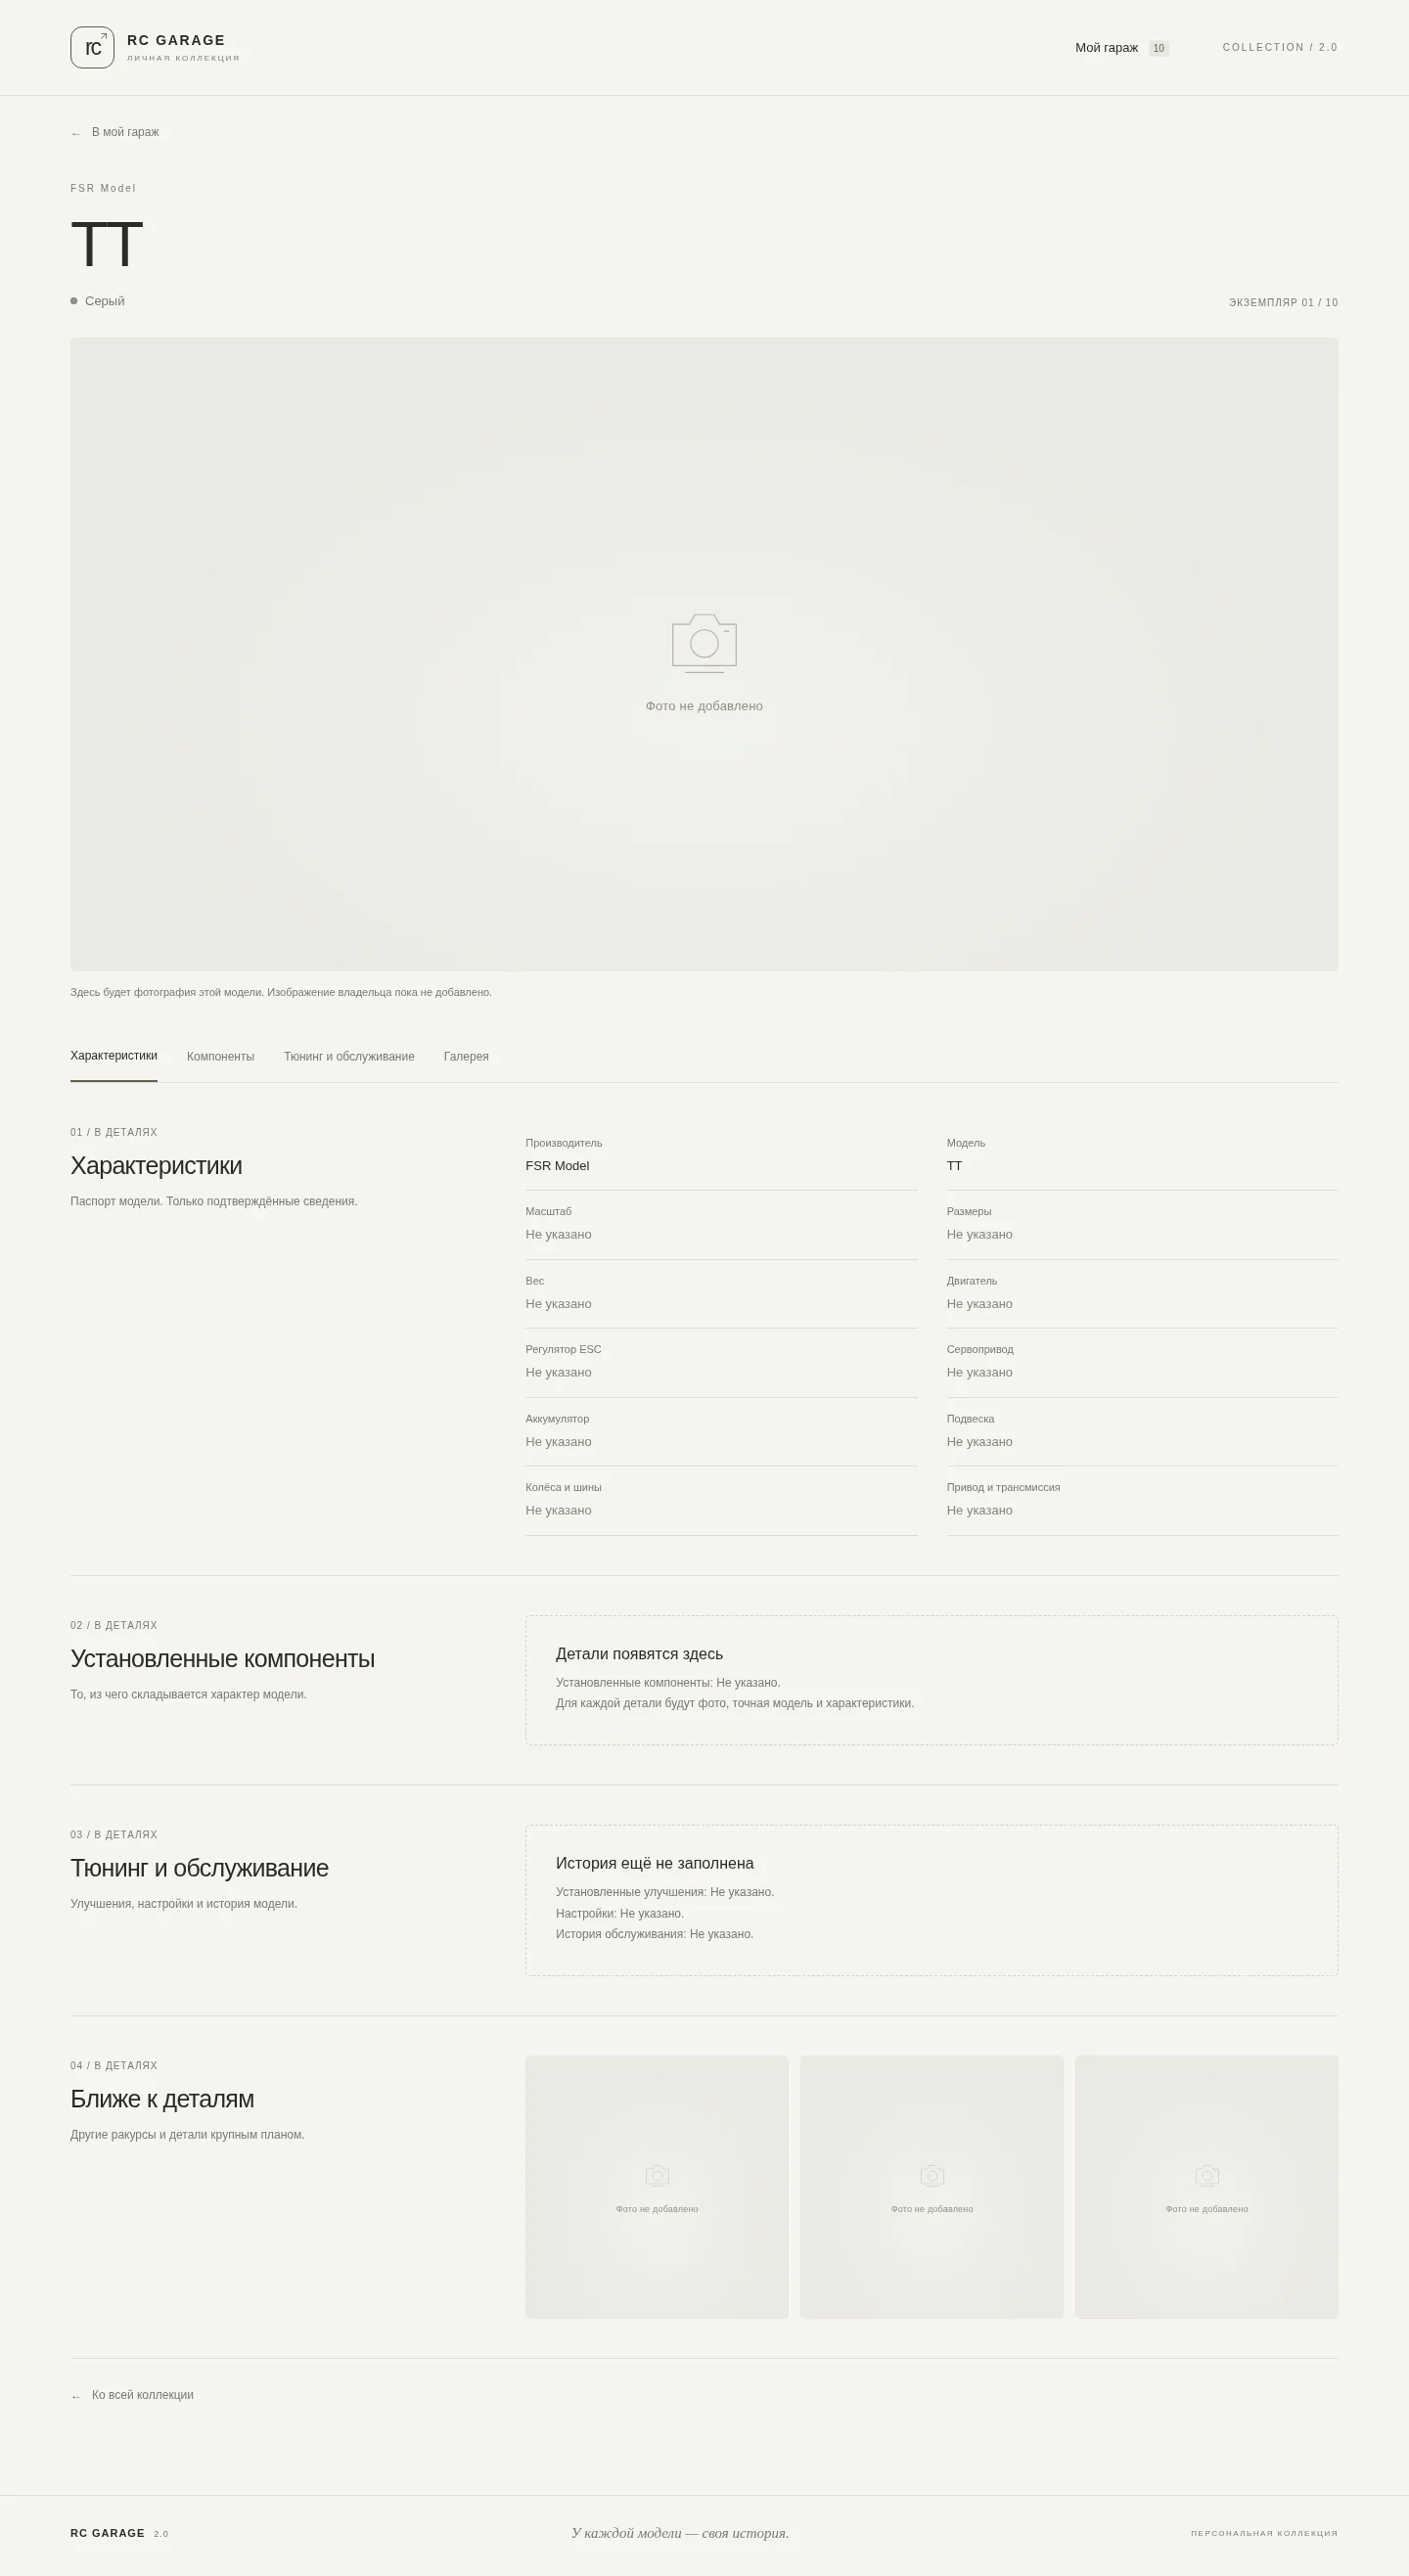 rc
RC GARAGE
ЛИЧНАЯ КОЛЛЕКЦИЯ
Мой гараж 10
COLLECTION / 2.0
← В мой гараж
FSR Model
TT
Серый
ЭКЗЕМПЛЯР 01 / 10
Фото не добавлено
Здесь будет фотография этой модели. Изображение владельца пока не добавлено.
Характеристики Компоненты Тюнинг и обслуживание Галерея
01 / В ДЕТАЛЯХ
Характеристики
Паспорт модели. Только подтверждённые сведения.
Производитель
FSR Model
Модель
TT
Масштаб
Не указано
Размеры
Не указано
Вес
Не указано
Двигатель
Не указано
Регулятор ESC
Не указано
Сервопривод
Не указано
Аккумулятор
Не указано
Подвеска
Не указано
Колёса и шины
Не указано
Привод и трансмиссия
Не указано
02 / В ДЕТАЛЯХ
Установленные компоненты
То, из чего складывается характер модели.
Детали появятся здесь
Установленные компоненты: Не указано.
Для каждой детали будут фото, точная модель и характеристики.
03 / В ДЕТАЛЯХ
Тюнинг и обслуживание
Улучшения, настройки и история модели.
История ещё не заполнена
Установленные улучшения: Не указано.
Настройки: Не указано.
История обслуживания: Не указано.
04 / В ДЕТАЛЯХ
Ближе к деталям
Другие ракурсы и детали крупным планом.
Фото не добавлено
Фото не добавлено
Фото не добавлено
← Ко всей коллекции
RC GARAGE 2.0
У каждой модели — своя история.
ПЕРСОНАЛЬНАЯ КОЛЛЕКЦИЯ